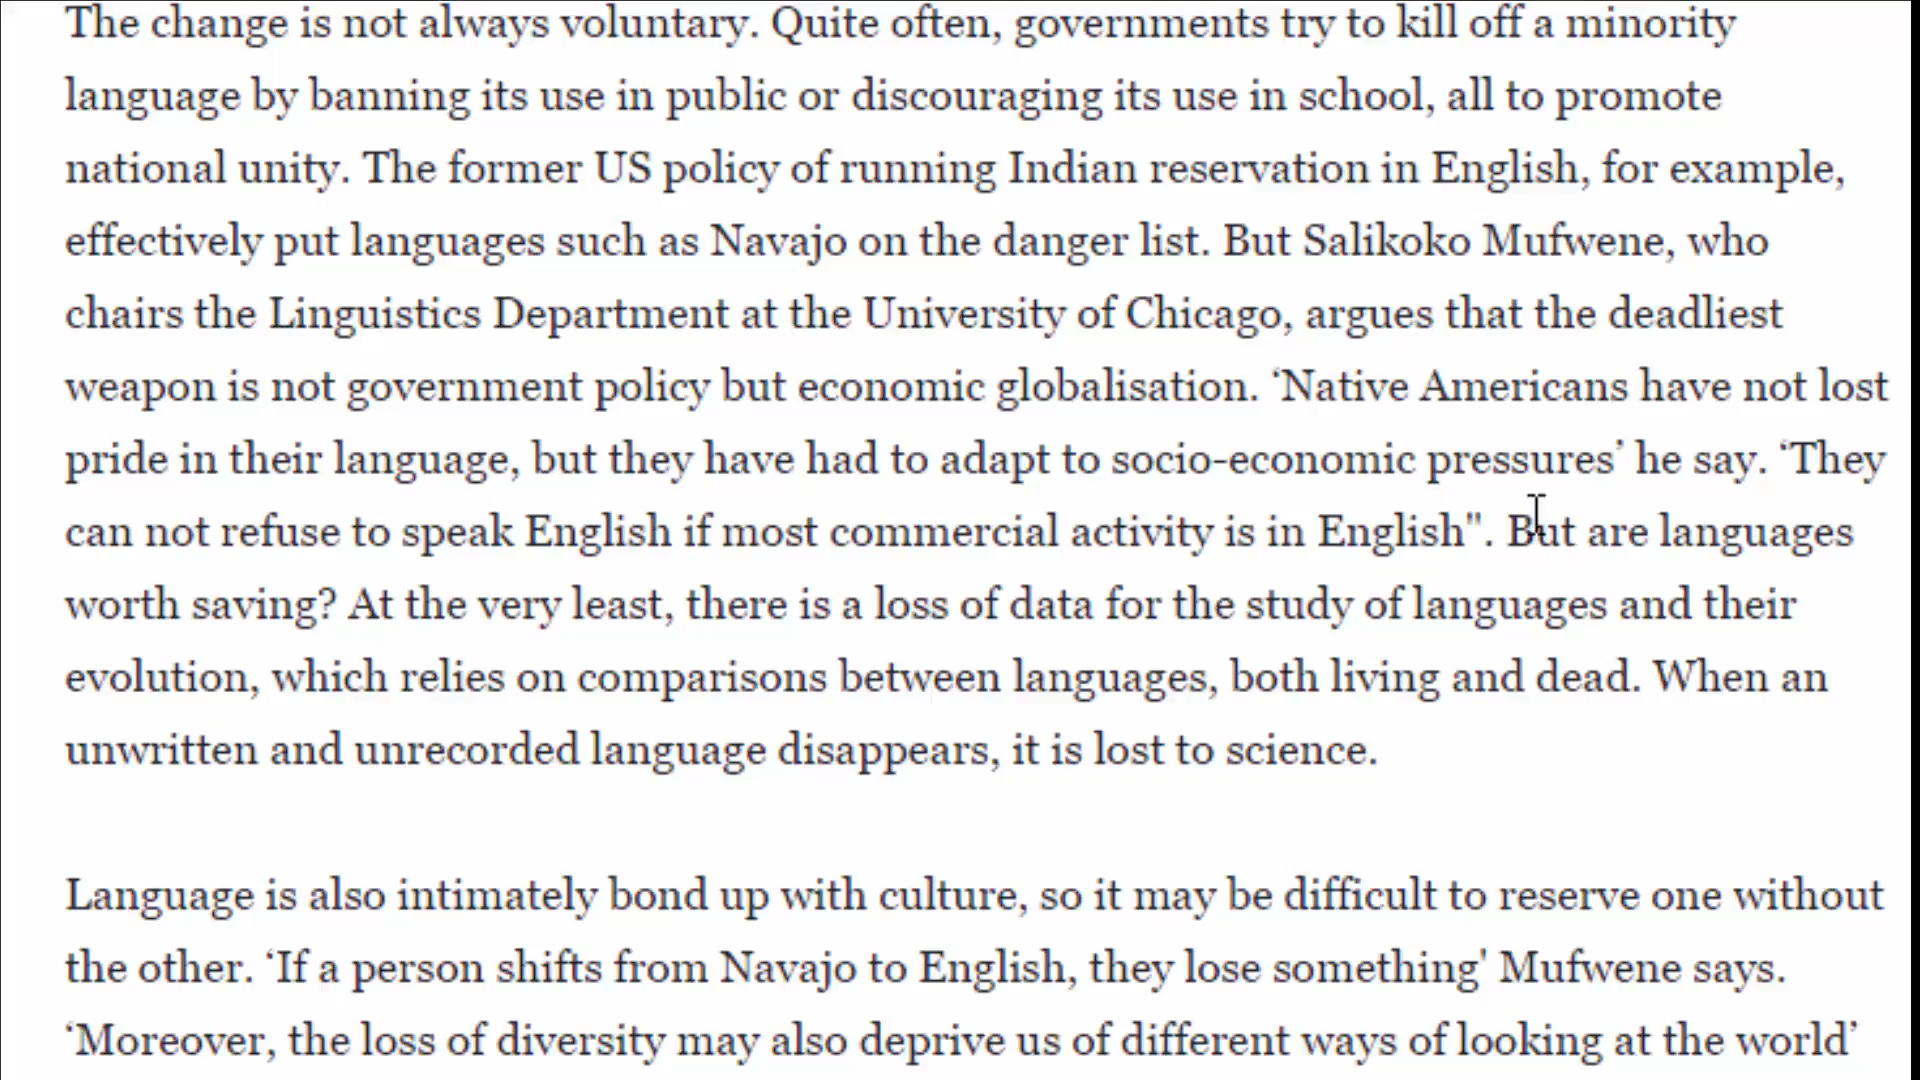 The change is not always voluntary. Quite often, governments try to kill off a minority
language by banning its use in public or discouraging its use in school, all to promote
national unity. The former US policy of running Indian reservation in English, for example,
effectively put languages such as Navajo on the danger list. But Salikoko Mufwene, who
chairs the Linguistics Department at the University of Chicago, argues that the deadliest
weapon is not government policy but economic globalisation. ‘Native Americans have not lost
pride in their language, but they have had to adapt to socio-economic pressures’ he say. ‘They
can not refuse to speak English if most commercial activity is in English". But are languages
worth saving? At the very least, there is a loss of data for the study of languages and their
evolution, which relies on comparisons between languages, both living and dead. When an
unwritten and unrecorded language disappears, it is lost to science.
Language is also intimately bond up with culture, so it may be difficult to reserve one without
the other. ‘If a person shifts from Navajo to English, they lose something' Mufwene says.
‘Moreover, the loss of diversity may also deprive us of different ways of looking at the world’